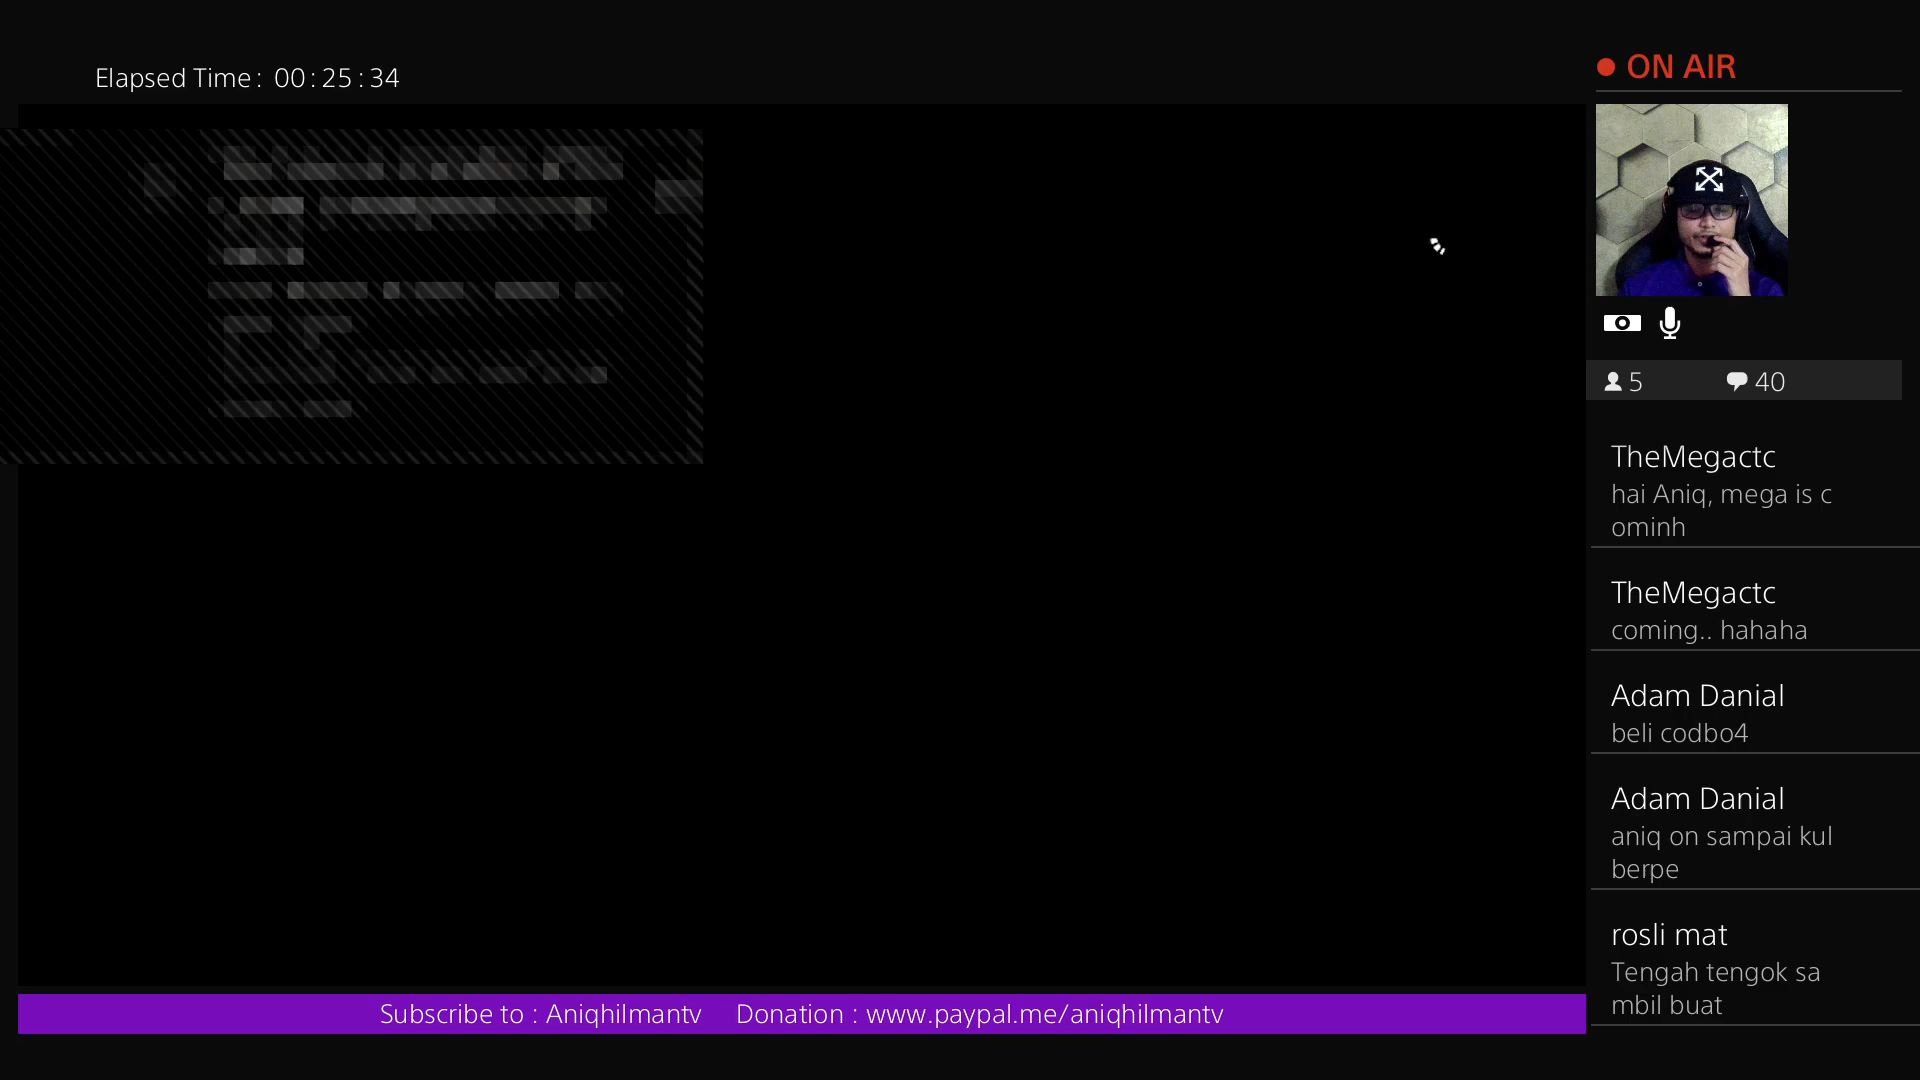 Elapsed Time: 00:25:34
ON AIR
5 40
TheMegactc
hai Aniq, mega is c
ominh
TheMegactc
coming.. hahaha
Adam Danial
beli codbo4
Adam Danial
aniq on sampai kul
berpe
rosli mat
Tengah tengok sa
mbil buat
Subscribe to : Aniqhilmantv Donation : www.paypal.me/aniqhilmantv